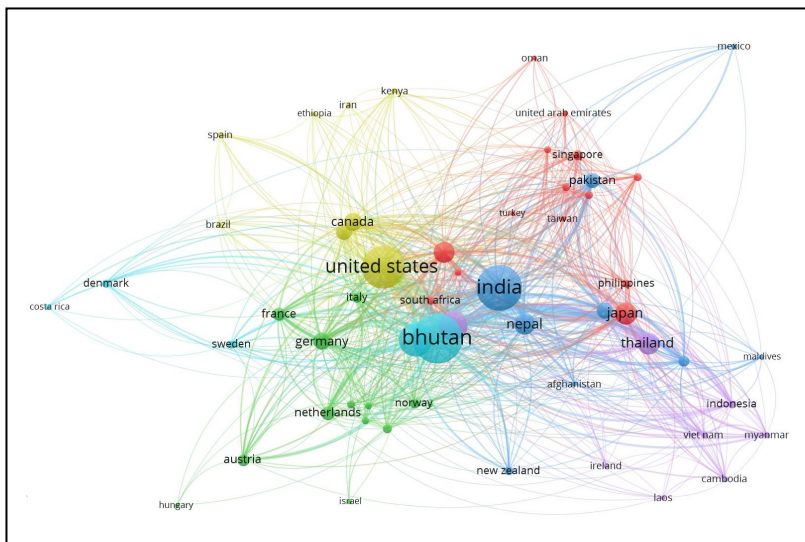 mexico
oman
kenya
iran
ethiopia
united arab emirates
spain
singapore
pakistan
turkey
taiwan
brazil
canada
united states
denmark
india
philippines
costa rica
italy
south africa
france
japan
bhutan
nepal
sweden
germany
thailand
maldives
afghanistan
netherlands
norway
indonesia
viet nam
myanmar
austria
new zealand
ireland
cambodia
laos
hungary
israel